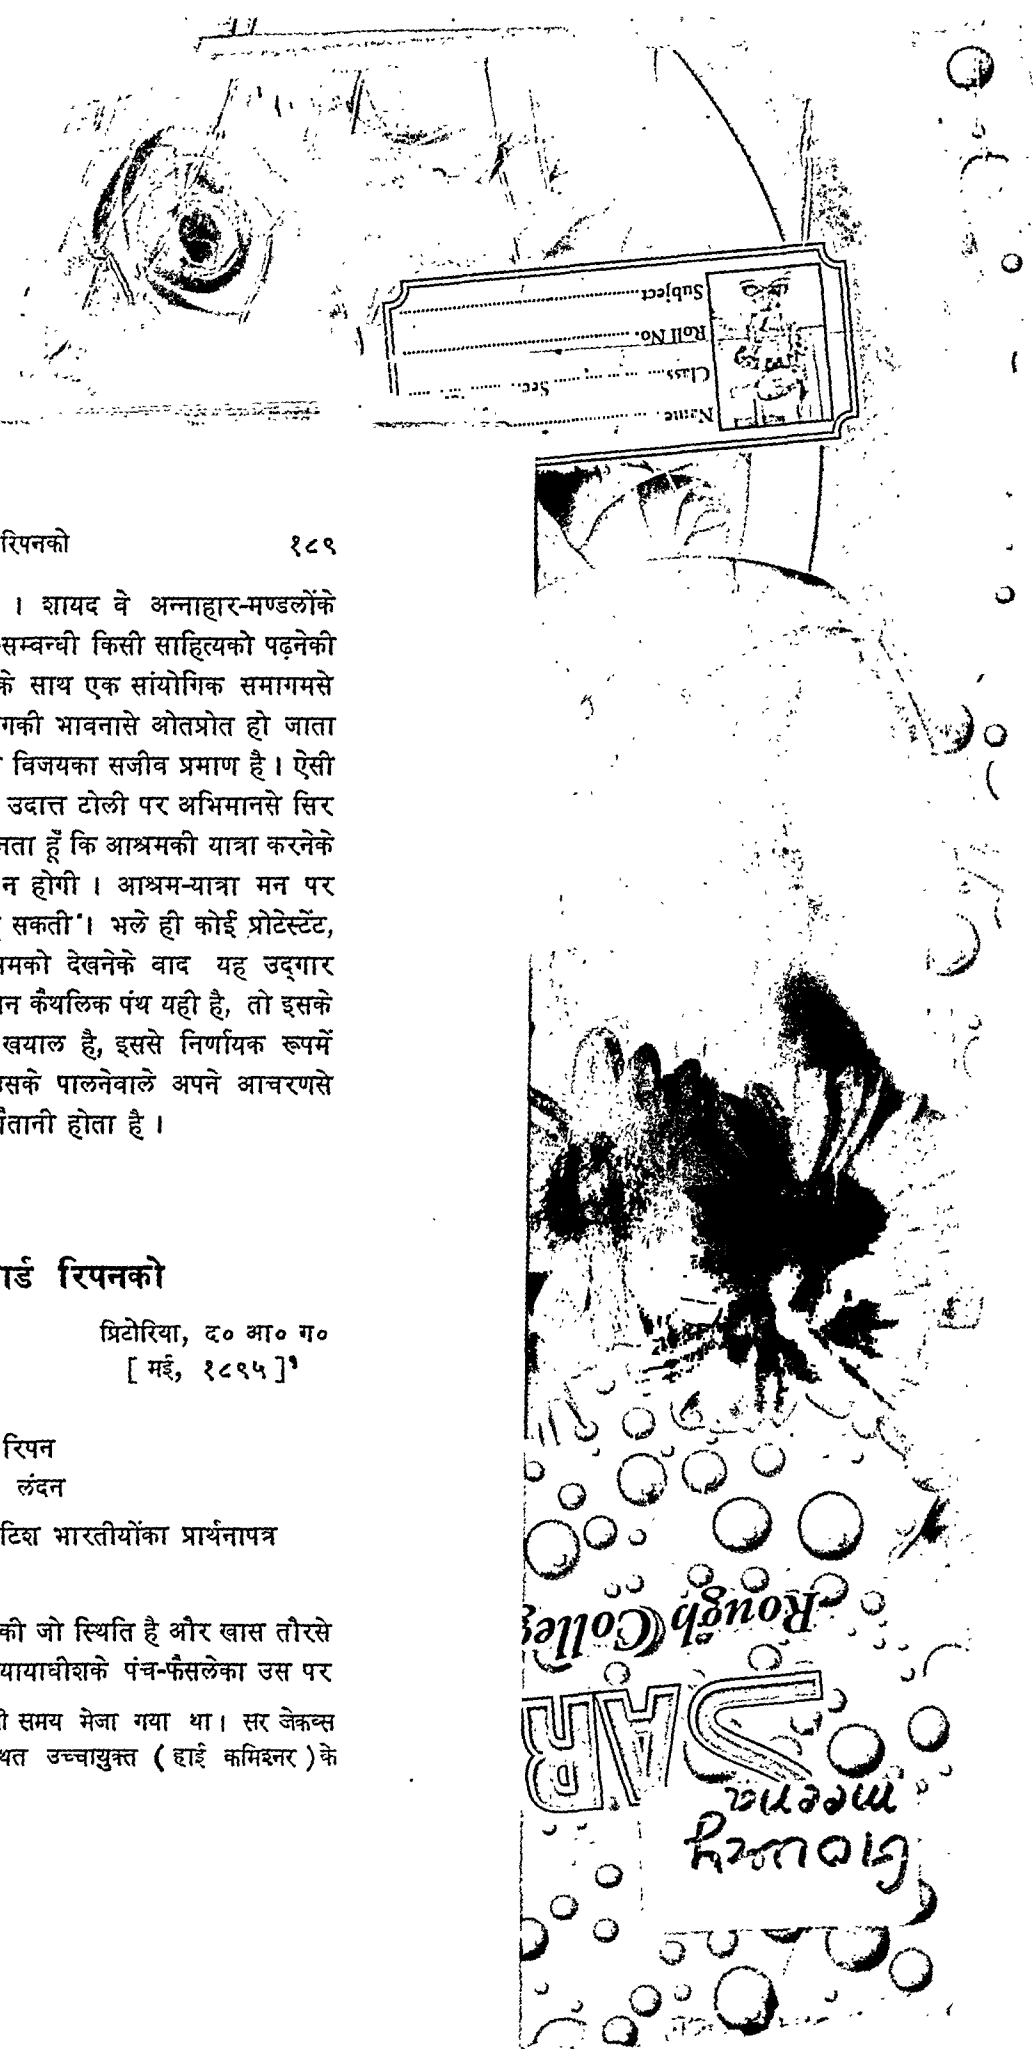 रिपनको १८९
। शायद वे अन्नाहार-मण्डलोंके
सम्बन्धी किसी साहित्यको पढ़नेकी
के साथ एक सांयोगिक समागमसे
गकी भावनासे ओतप्रोत हो जाता
विजयका सजीव प्रमाण है। ऐसी
उदात्त टोली पर अभिमानसे सिर
नता हूँ कि आश्रमकी यात्रा करनेके
न होगी । आश्रम-यात्रा मन पर
सकती । भले ही कोई प्रोटेस्टेंट,
मको देखनेके बाद यह उद्‌गार
न कैथलिक पंथ यही है, तो इसके
खयाल है, इससे निर्णायक रूपमें
सके पालनेवाले अपने आचरणसे
तानी होता है ।
र्ड रिपनको
प्रिटोरिया, द० आ० ग०
[ मई, १८९५ ]१
रिपन
लंदन
टिश भारतीयोंका प्रार्थनापत्र
की जो स्थिति है और खास तौरसे
यायाधीशके पंच-फैसलेका उस पर
समय भेजा गया था। सर जेकब्स
उच्चायुक्त ( हाई कमिश्नर )के
Name
Class Sec.
Roll No.
Subject
meena
SAR
Rough Colle